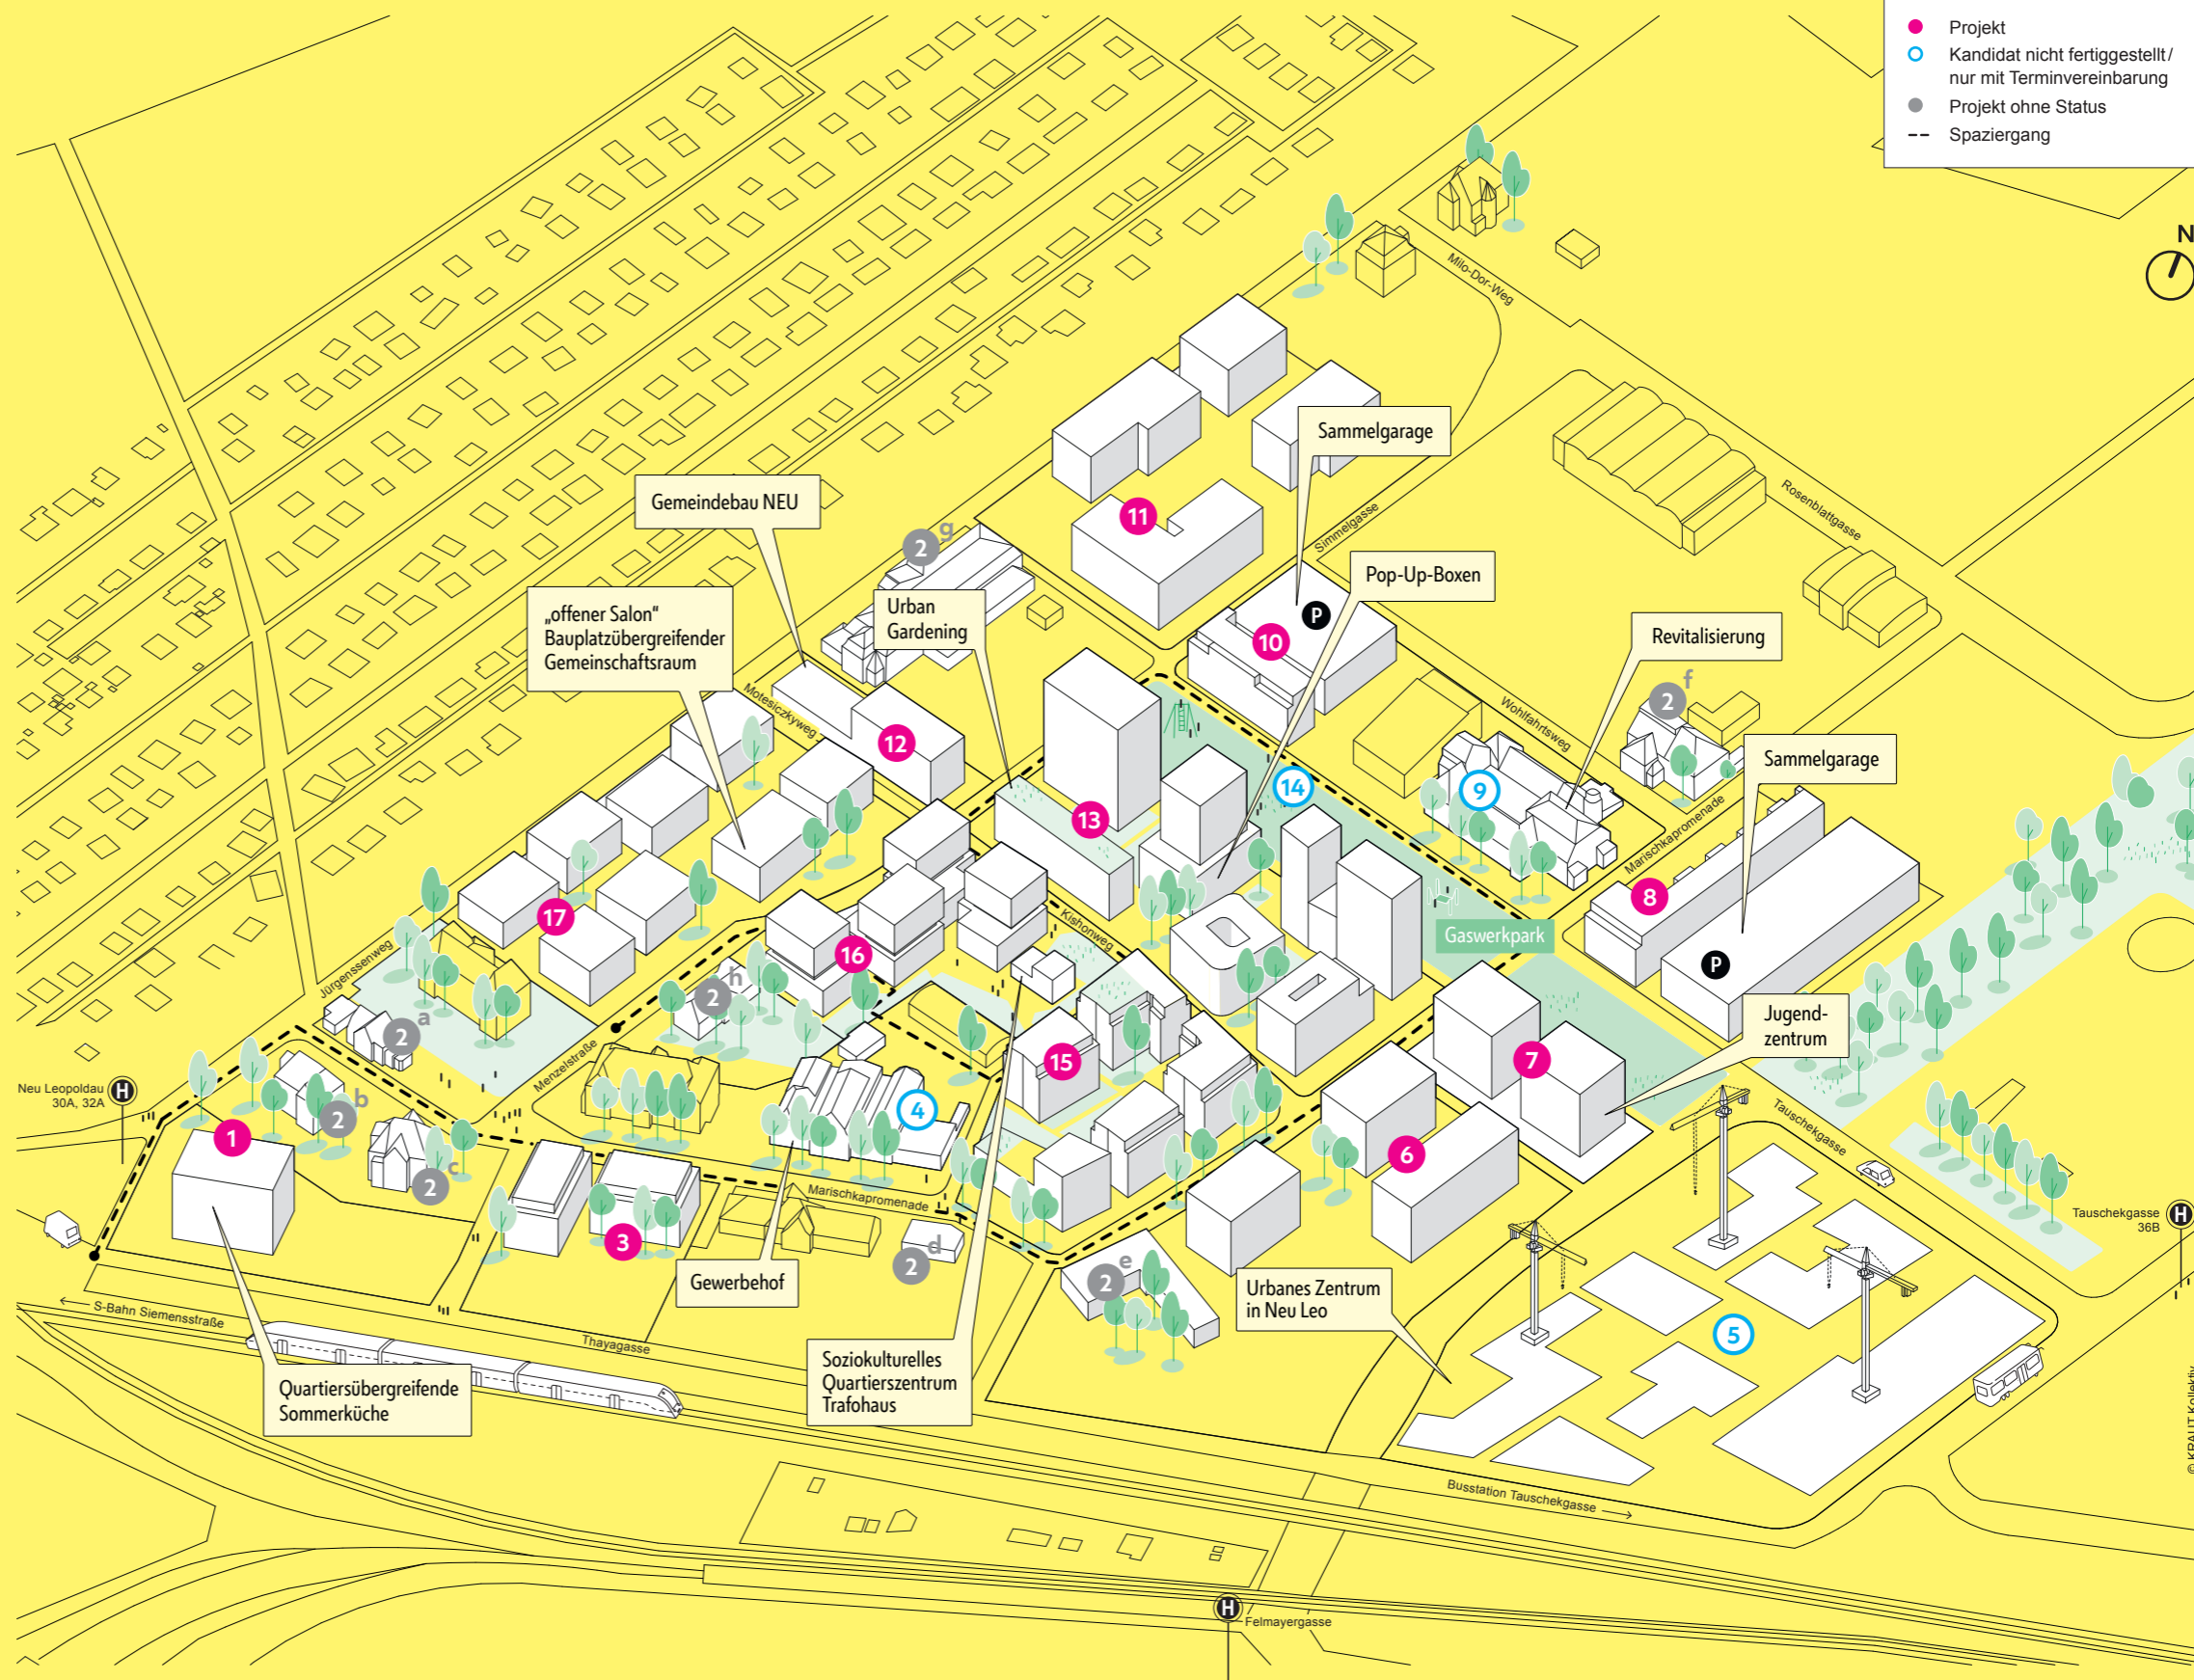 Projekt
Kandidat nicht fertiggestellt /
nur mit Terminvereinbarung
Projekt ohne Status
Spaziergang
N
Milo-Dor-Weg
Sammelgarage
Rosenblattgasse
Gemeindebau NEU
11
Simmelgasse
2 g
Pop-Up-Boxen
„offener Salon“
Bauplatzübergreifender
Gemeinschaftsraum
Urban
Gardening
P
10
Revitalisierung
2 f
Motesiczkyweg
Wohlfahrtsweg
12
Sammelgarage
14
9
13
Marischkapromenade
8
17
Kishonweg
Gaswerkpark
16
Jürgenssenweg
P
2 h
2 a
Jugend-
zentrum
15
7
Menzelstraße
Neu Leopoldau
30A, 32A
H
2 b
4
Tauschekgasse
1
6
2 c
Marischkapromenade
Tauschekgasse
36B
H
3
2 d
2 e
Gewerbehof
Urbanes Zentrum
in Neu Leo
S-Bahn Siemensstraße
Thayagasse
5
Soziokulturelles
Quartierszentrum
Trafohaus
Quartiersübergreifende
Sommerküche
© KRAUT Kollektiv
Busstation Tauschekgasse
H
Felmayergasse